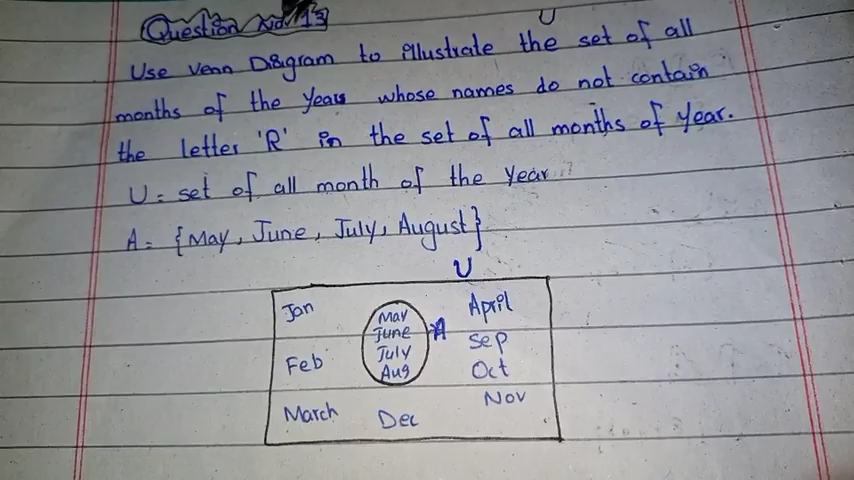 Question No 13
U
Use Venn Diagram to illustrate the set of all
months of the Years whose names do not contain
the letter 'R' in the set of all months of Year.
U = set of all month of the Year
A = {May, June, July, August}
U
Jan May April
June A Sep
Feb July Oct
Aug
March Dec Nov